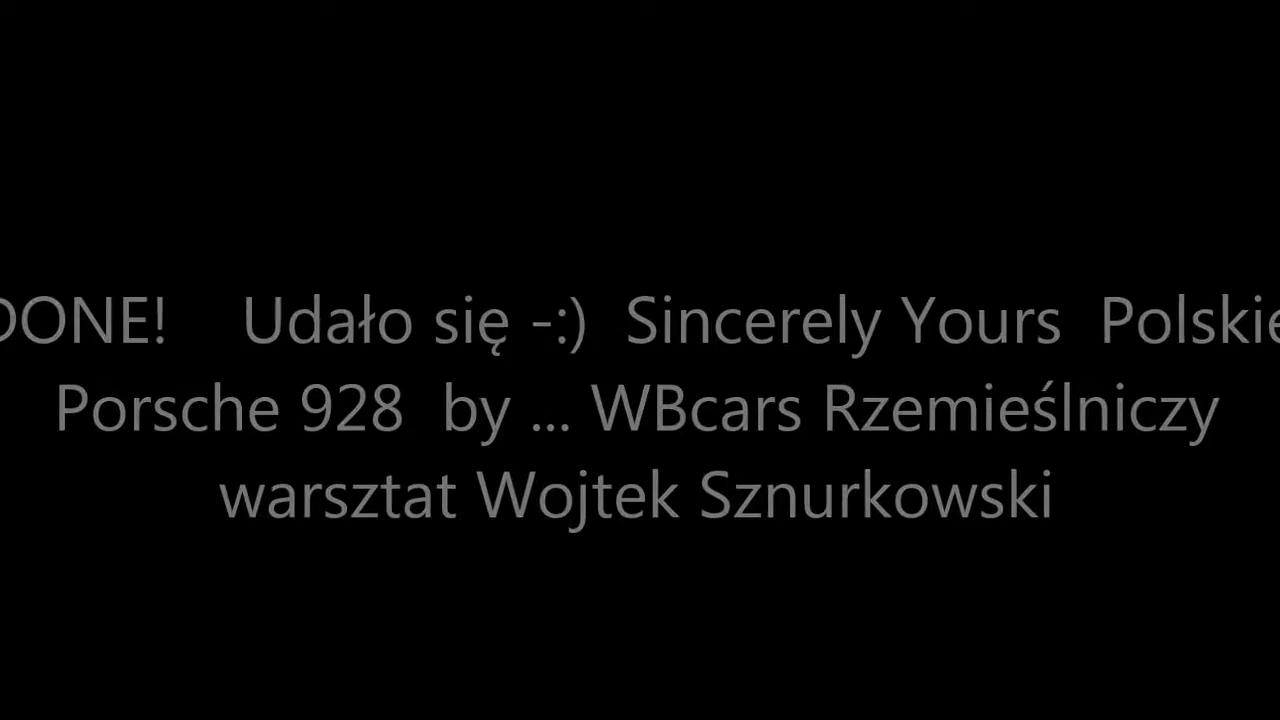 DONE!    Udało się -:)  Sincerely Yours  Polskie
Porsche 928  by ... WBcars Rzemieślniczy
warsztat Wojtek Sznurkowski